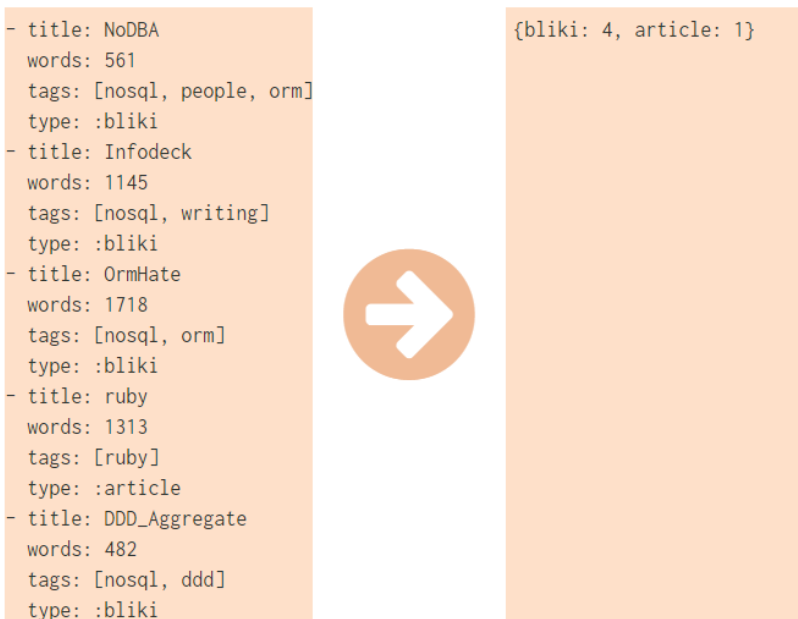 - title: NoDBA
  words: 561
  tags: [nosql, people, orm]
  type: :bliki
- title: Infodeck
  words: 1145
  tags: [nosql, writing]
  type: :bliki
- title: OrmHate
  words: 1718
  tags: [nosql, orm]
  type: :bliki
- title: ruby
  words: 1313
  tags: [ruby]
  type: :article
- title: DDD_Aggregate
  words: 482
  tags: [nosql, ddd]
  type: :bliki
{bliki: 4, article: 1}